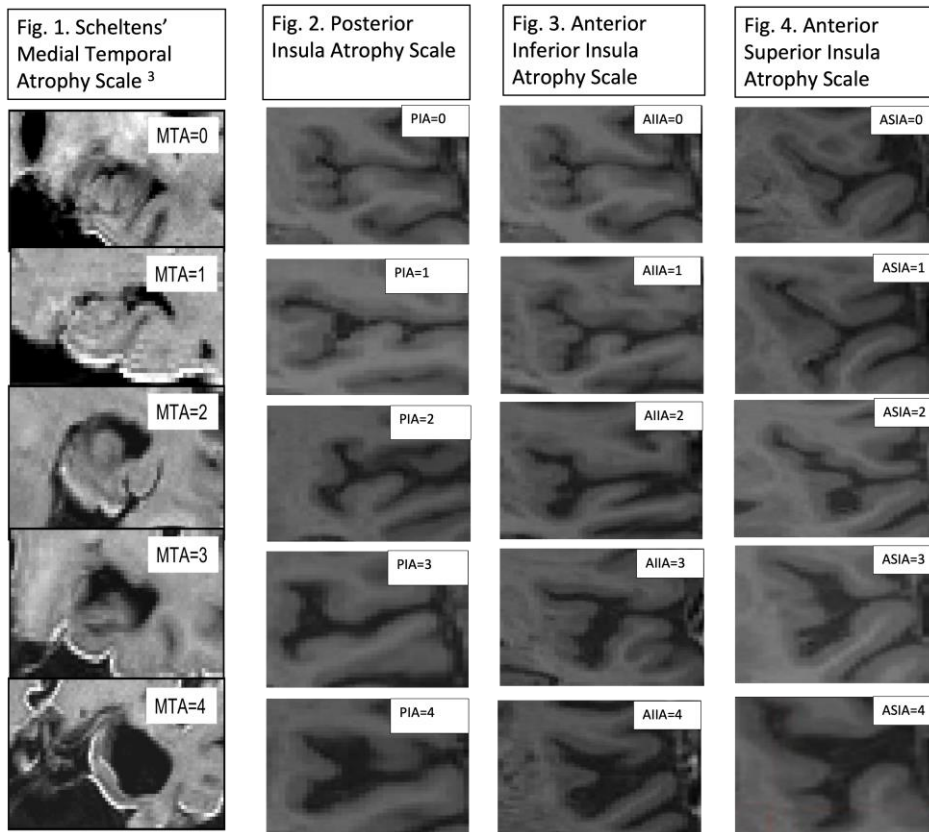 Fig. 1. Scheltens’
Medial Temporal
Atrophy Scale ³
MTA=0
MTA=1
MTA=2
MTA=3
MTA=4
Fig. 2. Posterior
Insula Atrophy Scale
PIA=0
PIA=1
PIA=2
PIA=3
PIA=4
Fig. 3. Anterior
Inferior Insula
Atrophy Scale
AIIA=0
AIIA=1
AIIA=2
AIIA=3
AIIA=4
Fig. 4. Anterior
Superior Insula
Atrophy Scale
ASIA=0
ASIA=1
ASIA=2
ASIA=3
ASIA=4